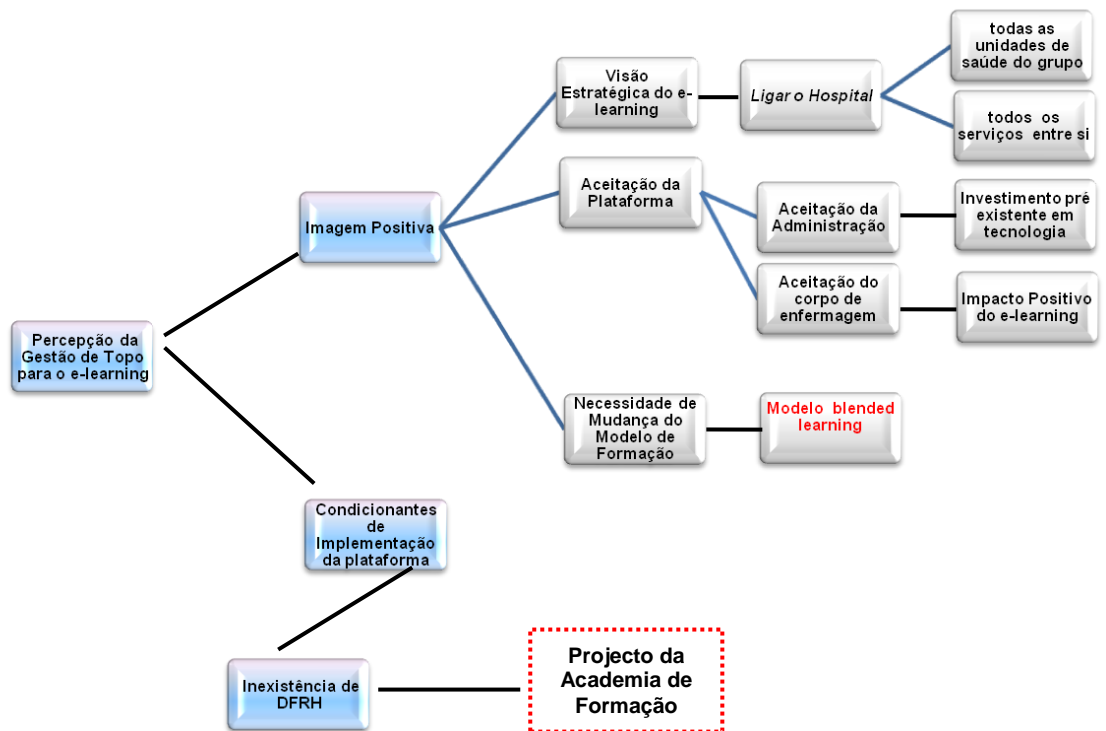 todas as
unidades de
saúde do grupo
Visão
Estratégica do e-
learning
Ligar o Hospital
todos os
serviços entre si
Aceitação da
Plataforma
Aceitação da
Administração
Investimento pré
existente em
tecnologia
Imagem Positiva
Aceitação do
corpo de
enfermagem
Impacto Positivo
do e-learning
Percepção da
Gestão de Topo
para o e-learning
Necessidade de
Mudança do
Modelo de
Formação
Modelo blended
learning
Condicionantes
de
Implementação
da plataforma
Inexistência de
DFRH
Projecto da
Academia de
Formação